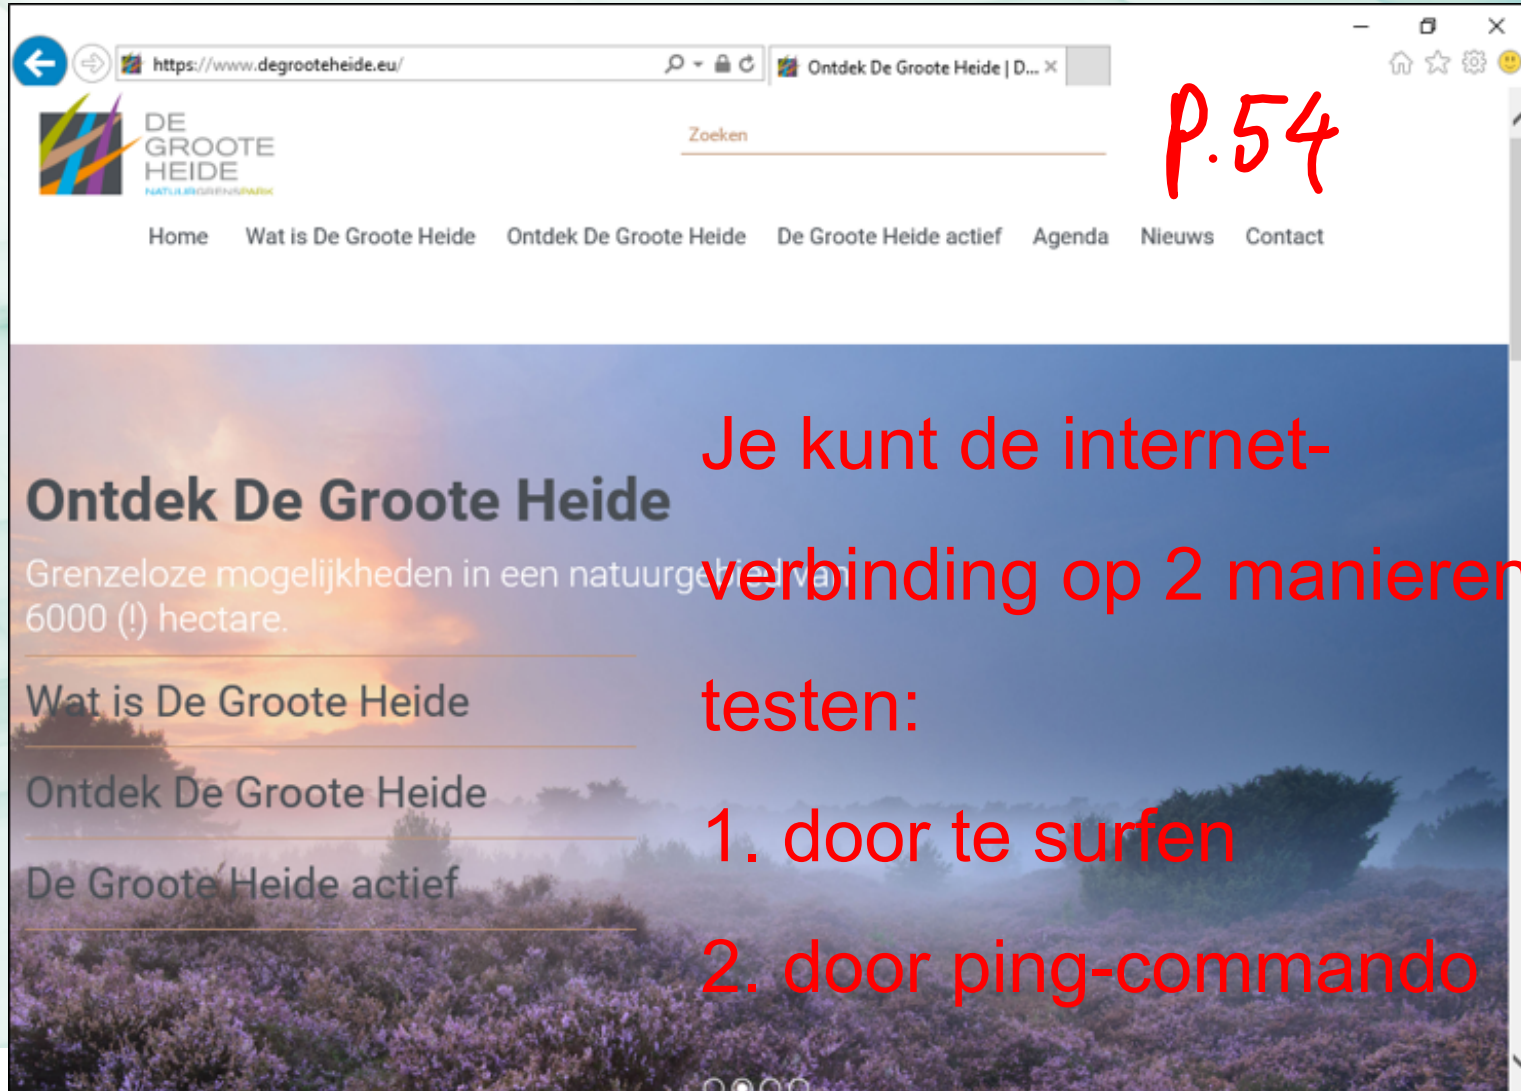 https://www.degrooteheide.eu/
Ontdek De Groote Heide | D...
DE
GROOTE
HEIDE
NATUURGRENSPARK
Zoeken
p.54
Home Wat is De Groote Heide Ontdek De Groote Heide De Groote Heide actief Agenda Nieuws Contact
Ontdek De Groote Heide
Grenzeloze mogelijkheden in een natuurgebied van
6000 (!) hectare.
Wat is De Groote Heide
Ontdek De Groote Heide
De Groote Heide actief
Je kunt de internet-
verbinding op 2 manieren
testen:
1. door te surfen
2. door ping-commando